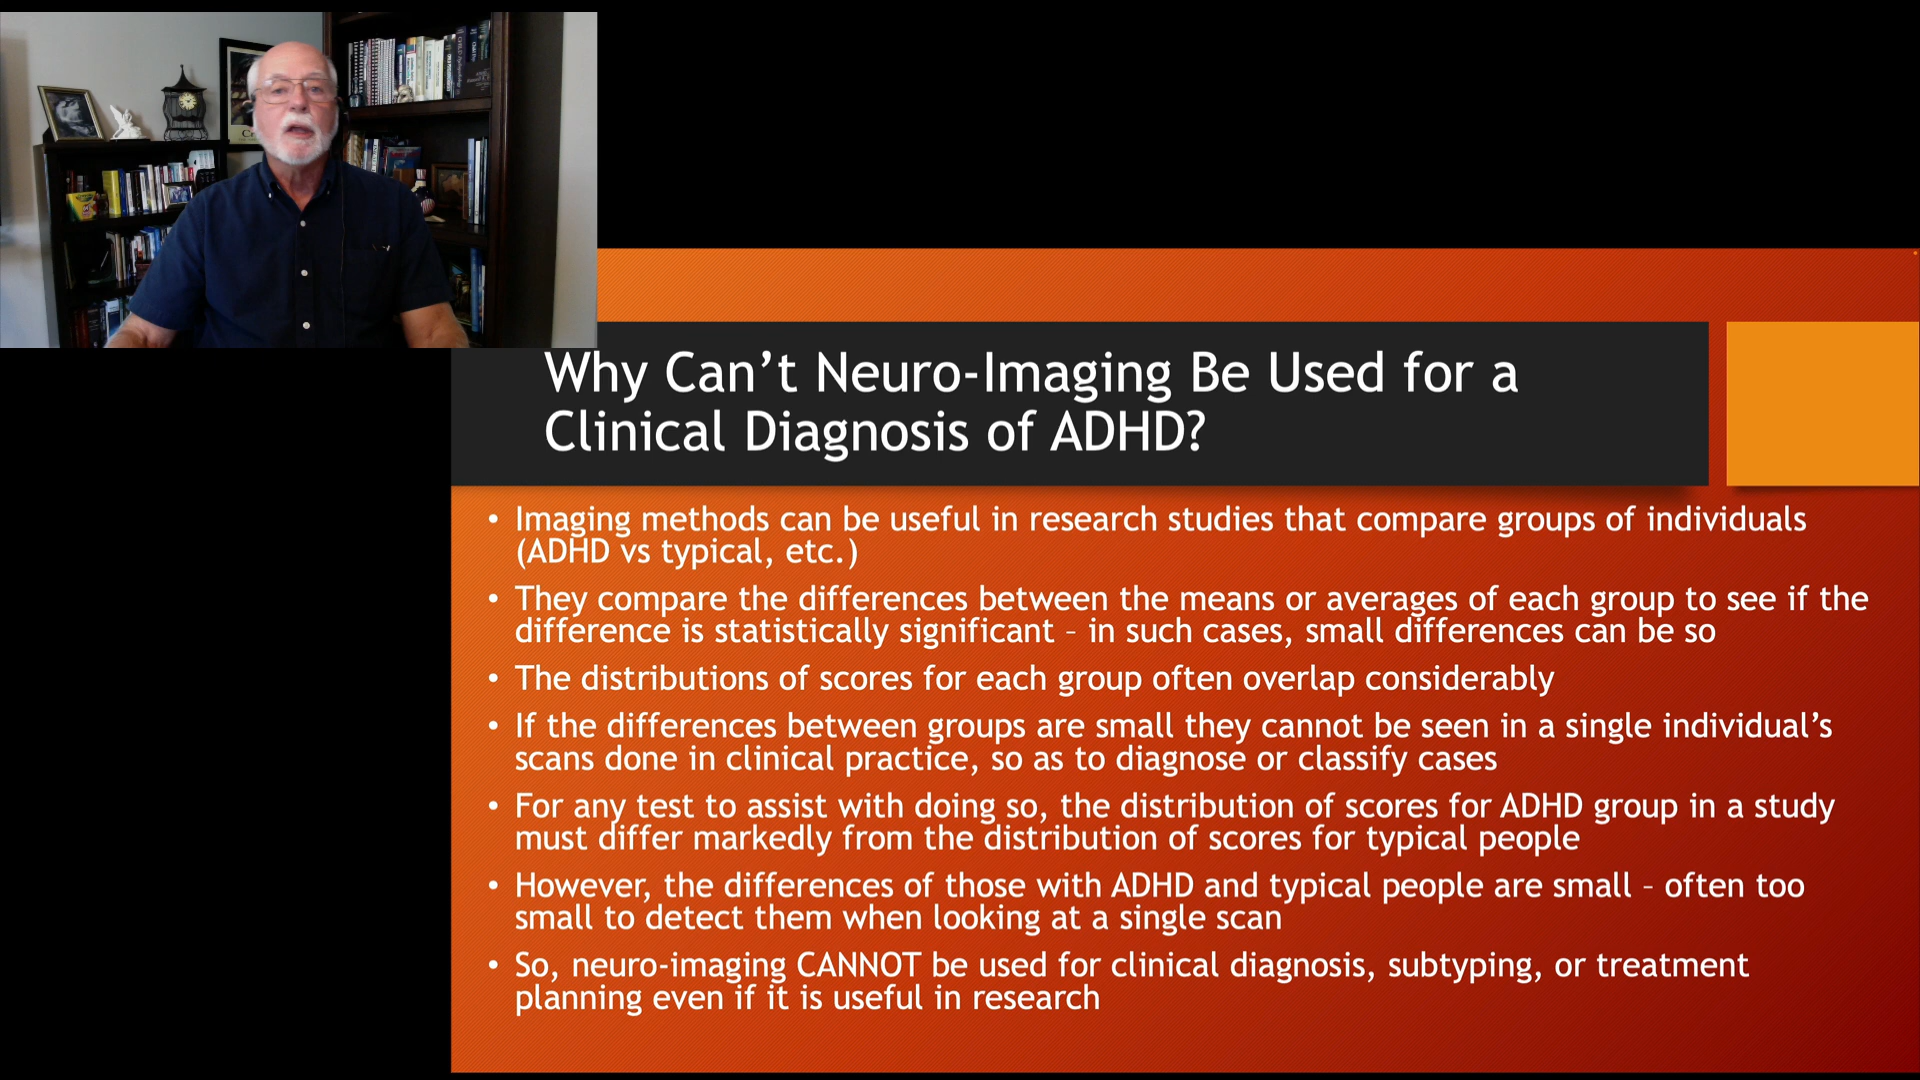 Why Can’t Neuro-Imaging Be Used for a
Clinical Diagnosis of ADHD?
• Imaging methods can be useful in research studies that compare groups of individuals
(ADHD vs typical, etc.)
• They compare the differences between the means or averages of each group to see if the
difference is statistically significant – in such cases, small differences can be so
• The distributions of scores for each group often overlap considerably
• If the differences between groups are small they cannot be seen in a single individual’s
scans done in clinical practice, so as to diagnose or classify cases
• For any test to assist with doing so, the distribution of scores for ADHD group in a study
must differ markedly from the distribution of scores for typical people
• However, the differences of those with ADHD and typical people are small – often too
small to detect them when looking at a single scan
• So, neuro-imaging CANNOT be used for clinical diagnosis, subtyping, or treatment
planning even if it is useful in research